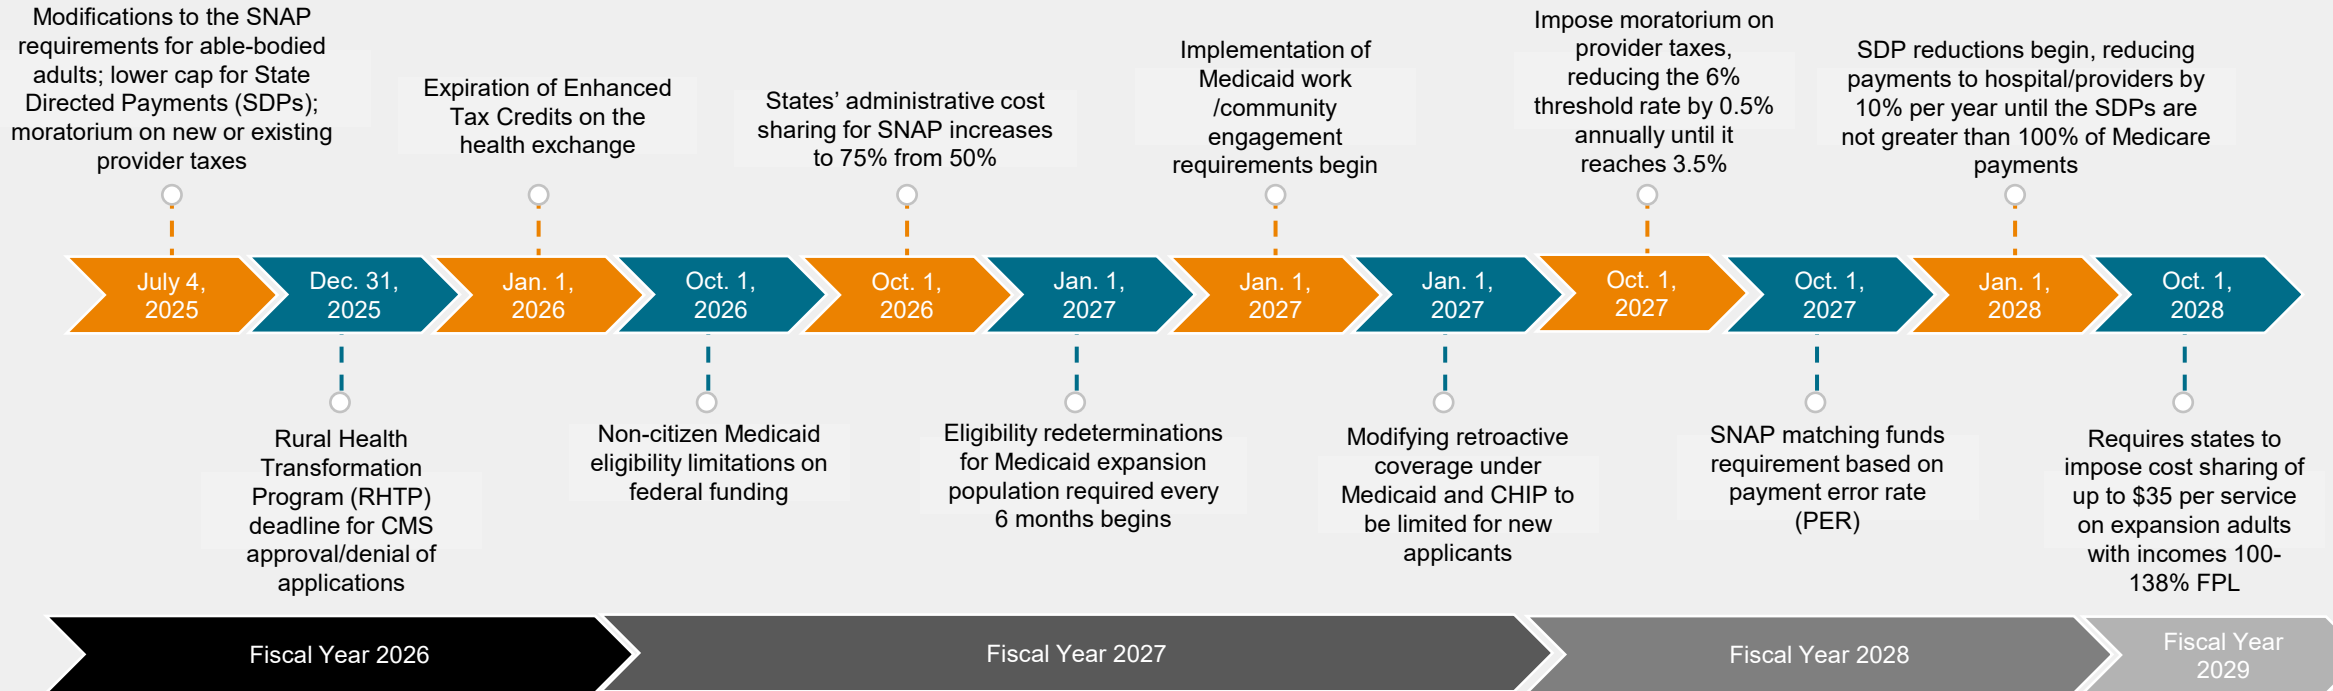 Modifications to the SNAP
requirements for able-bodied
adults; lower cap for State
Directed Payments (SDPs);
moratorium on new or existing
provider taxes
Expiration of Enhanced
Tax Credits on the
health exchange
States’ administrative cost
sharing for SNAP increases
to 75% from 50%
Implementation of
Medicaid work
/community
engagement
requirements begin
Impose moratorium on
provider taxes,
reducing the 6%
threshold rate by 0.5%
annually until it
reaches 3.5%
SDP reductions begin, reducing
payments to hospital/providers by
10% per year until the SDPs are
not greater than 100% of Medicare
payments
July 4,
2025
Dec. 31,
2025
Jan. 1,
2026
Oct. 1,
2026
Oct. 1,
2026
Jan. 1,
2027
Jan. 1,
2027
Jan. 1,
2027
Oct. 1,
2027
Oct. 1,
2027
Jan. 1,
2028
Oct. 1,
2028
Rural Health
Transformation
Program (RHTP)
deadline for CMS
approval/denial of
applications
Non-citizen Medicaid
eligibility limitations on
federal funding
Eligibility redeterminations
for Medicaid expansion
population required every
6 months begins
Modifying retroactive
coverage under
Medicaid and CHIP to
be limited for new
applicants
SNAP matching funds
requirement based on
payment error rate
(PER)
Requires states to
impose cost sharing of
up to $35 per service
on expansion adults
with incomes 100-
138% FPL
Fiscal Year 2026
Fiscal Year 2027
Fiscal Year 2028
Fiscal Year
2029